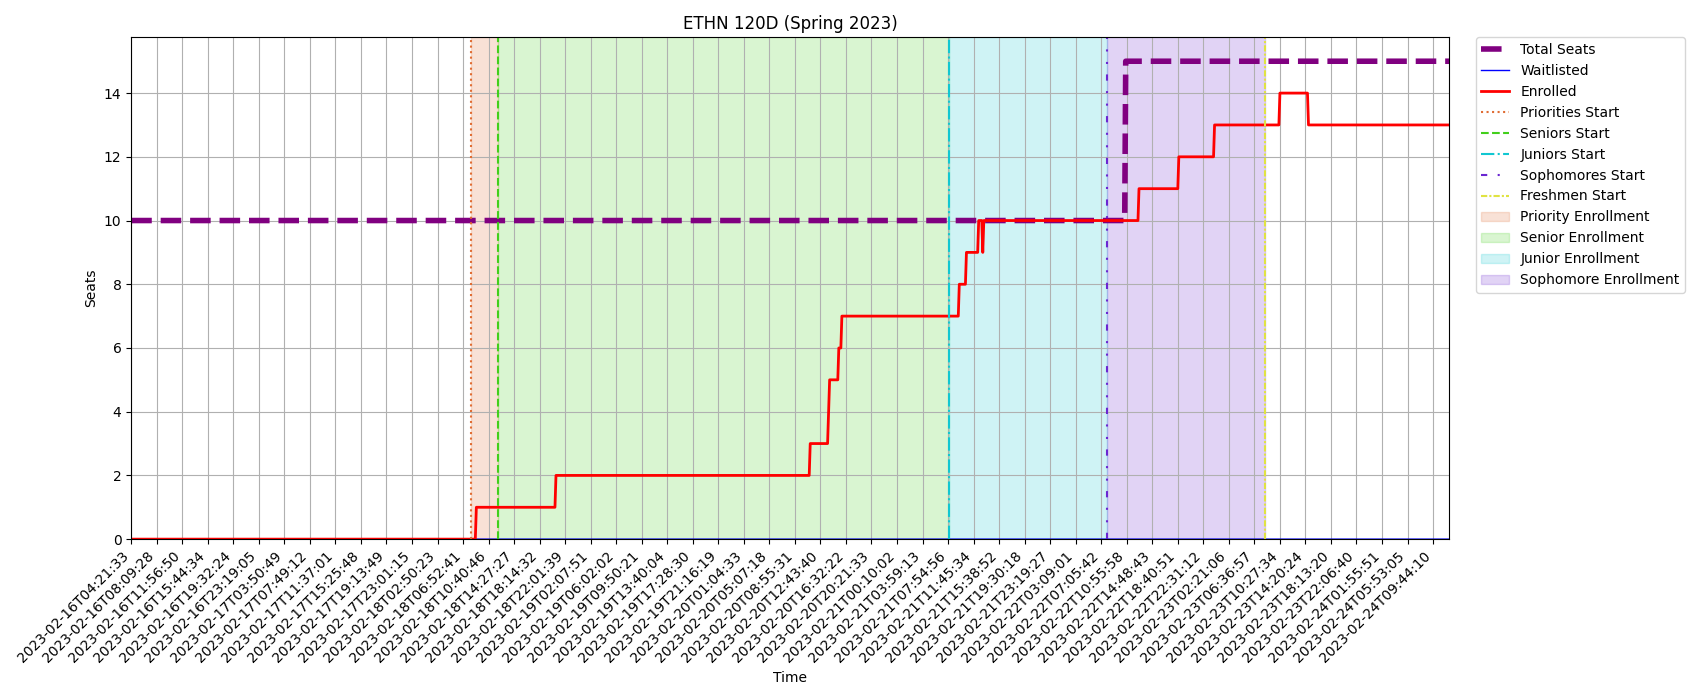 ETHN 120D (Spring 2023)
Total Seats
Waitlisted
Enrolled
Priorities Start
Seniors Start
Juniors Start
Sophomores Start
Freshmen Start
Priority Enrollment
Senior Enrollment
Junior Enrollment
Sophomore Enrollment
Seats
14
12
10
8
6
4
2
0
2023-02-16T04:21:33
2023-02-16T08:09:28
2023-02-16T11:56:50
2023-02-16T15:44:34
2023-02-16T19:32:24
2023-02-16T23:19:05
2023-02-17T03:50:49
2023-02-17T07:49:12
2023-02-17T11:37:01
2023-02-17T15:25:48
2023-02-17T19:13:49
2023-02-17T23:01:15
2023-02-18T02:50:23
2023-02-18T06:52:41
2023-02-18T10:40:46
2023-02-18T14:27:27
2023-02-18T18:14:32
2023-02-18T22:01:39
2023-02-19T02:07:51
2023-02-19T06:02:02
2023-02-19T09:50:21
2023-02-19T13:40:04
2023-02-19T17:28:30
2023-02-19T21:16:19
2023-02-20T01:04:33
2023-02-20T05:07:18
2023-02-20T08:55:31
2023-02-20T12:43:40
2023-02-20T16:32:22
2023-02-20T20:21:33
2023-02-21T00:10:02
2023-02-21T03:59:13
2023-02-21T07:54:56
2023-02-21T11:45:34
2023-02-21T15:38:52
2023-02-21T19:30:18
2023-02-21T23:19:27
2023-02-22T03:09:01
2023-02-22T07:05:42
2023-02-22T10:55:58
2023-02-22T14:48:43
2023-02-22T18:40:51
2023-02-22T22:31:12
2023-02-23T02:21:06
2023-02-23T06:36:57
2023-02-23T10:27:34
2023-02-23T14:20:24
2023-02-23T18:13:20
2023-02-23T22:06:40
2023-02-24T01:55:51
2023-02-24T05:53:05
2023-02-24T09:44:10
Time